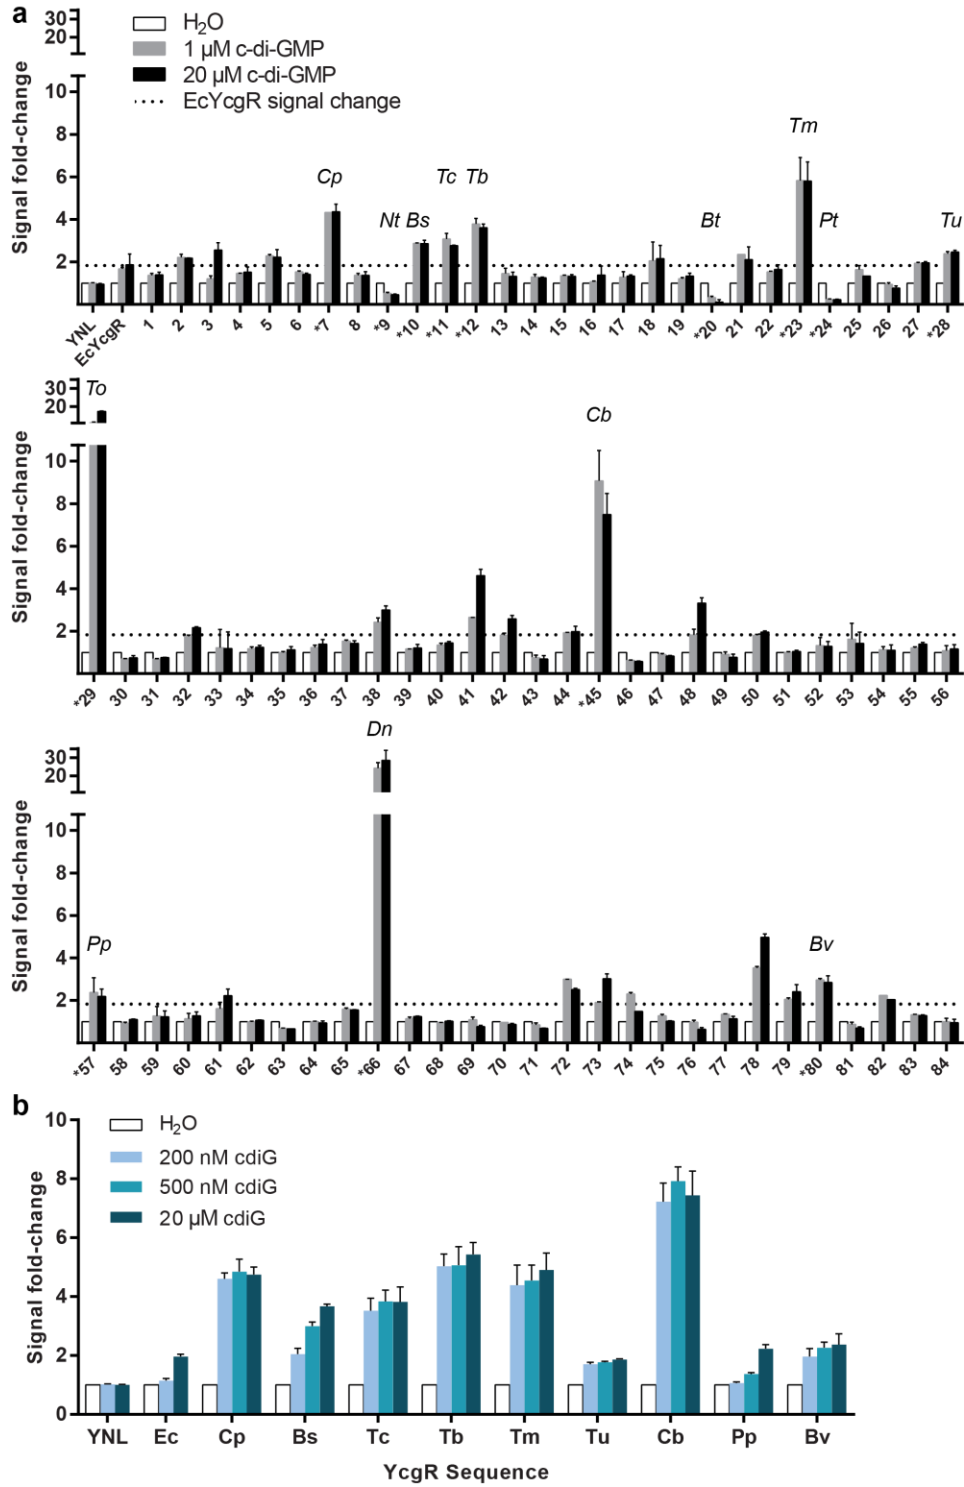 a
H₂O
1 μM c-di-GMP
20 μM c-di-GMP
EcYcgR signal change
30
20
10
8
6
4
2
Signal fold-change
Cp
Nt
Bs
Tc
Tb
Bt
Tm
Pt
Tu
YNL EcYcgR 1 2 3 4 5 6 *7 8 *9 *10 *11 *12 13 14 15 16 17 18 19 *20 21 22 *23 *24 25 26 27 *28
30
20
10
8
6
4
2
Signal fold-change
To
Cb
*29 30 31 32 33 34 35 36 37 38 39 40 41 42 43 44 *45 46 47 48 49 50 51 52 53 54 55 56
30
20
10
8
6
4
2
Signal fold-change
Pp
Dn
Bv
*57 58 59 60 61 62 63 64 65 *66 67 68 69 70 71 72 73 74 75 76 77 78 79 *80 81 82 83 84
b
H₂O
200 nM cdiG
500 nM cdiG
20 μM cdiG
10
8
6
4
2
0
Signal fold-change
YNL Ec Cp Bs Tc Tb Tm Tu Cb Pp Bv
YcgR Sequence